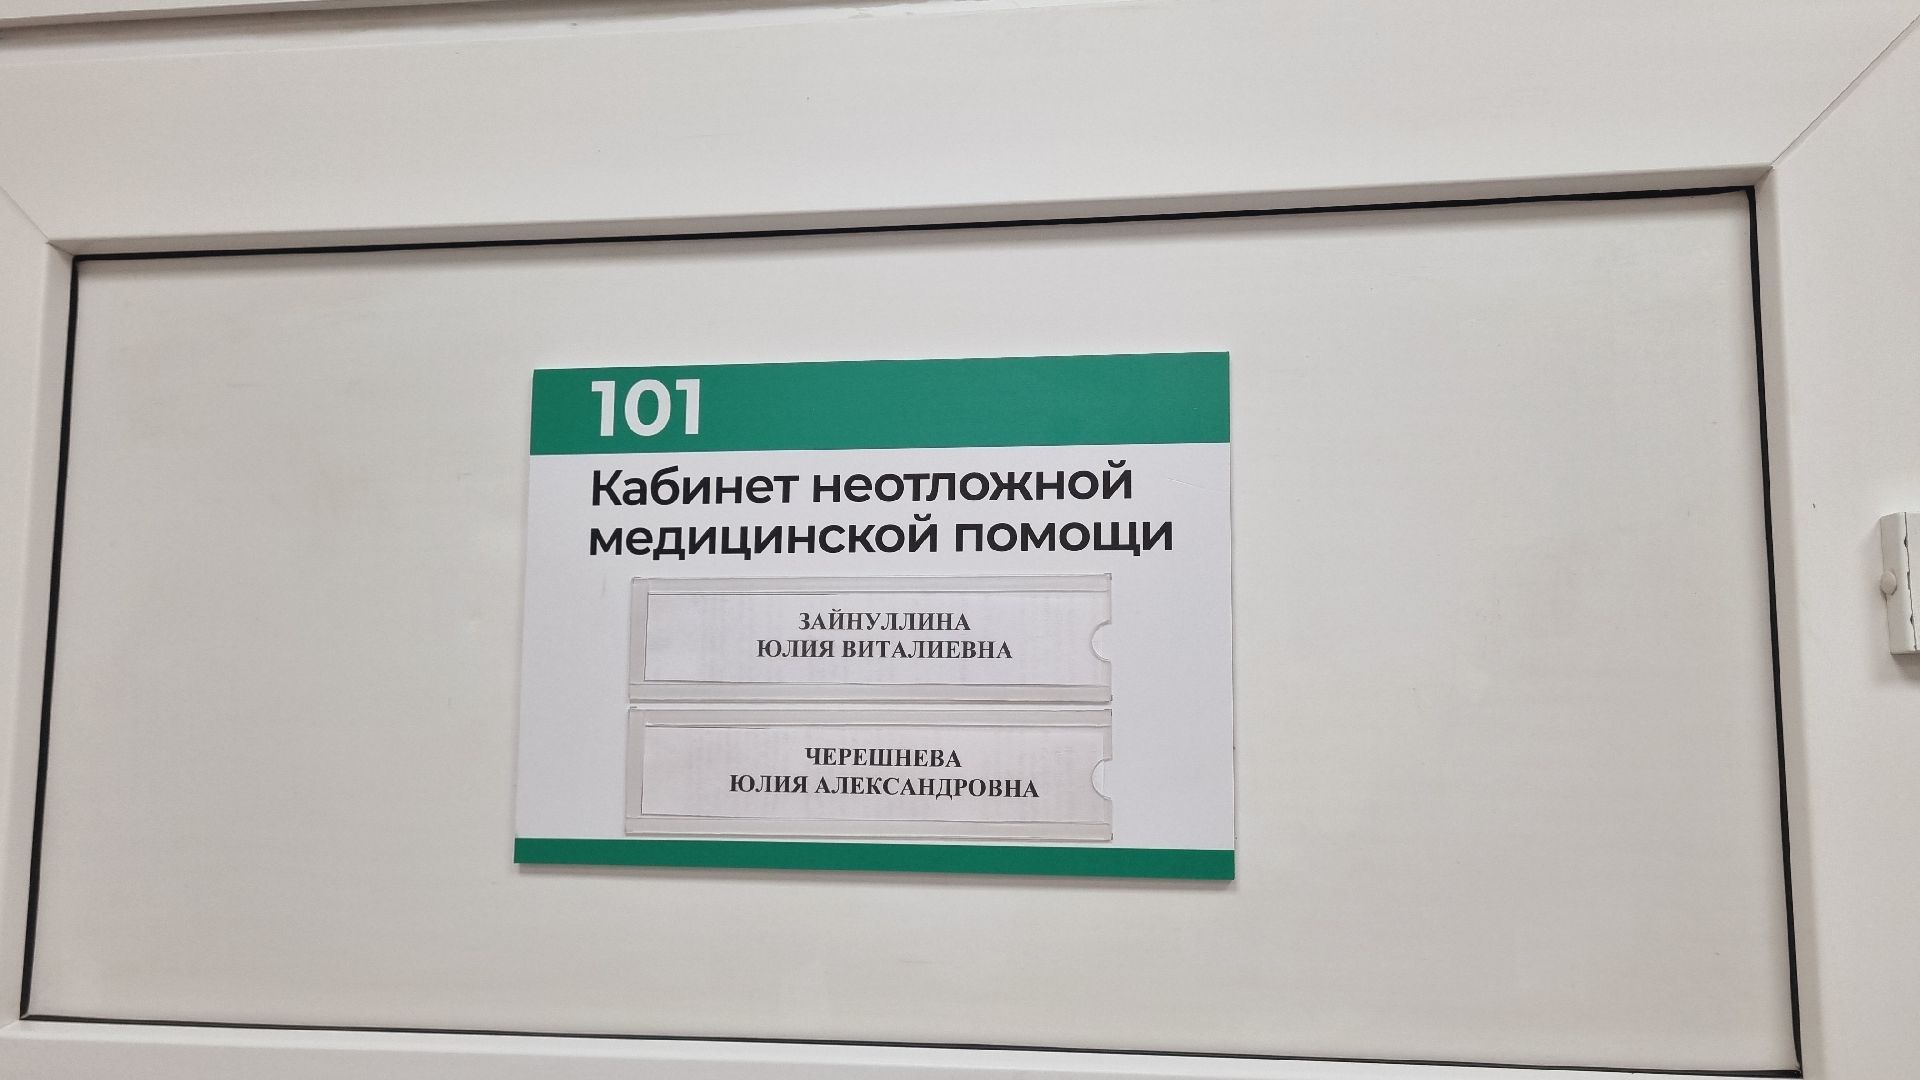 101
Кабинет неотложной
медицинской помощи
ЗАЙНУЛЛИНА
ЮЛИЯ ВИТАЛИЕВНА
ЧЕРЕШНЕВА
ЮЛИЯ АЛЕКСАНДРОВНА